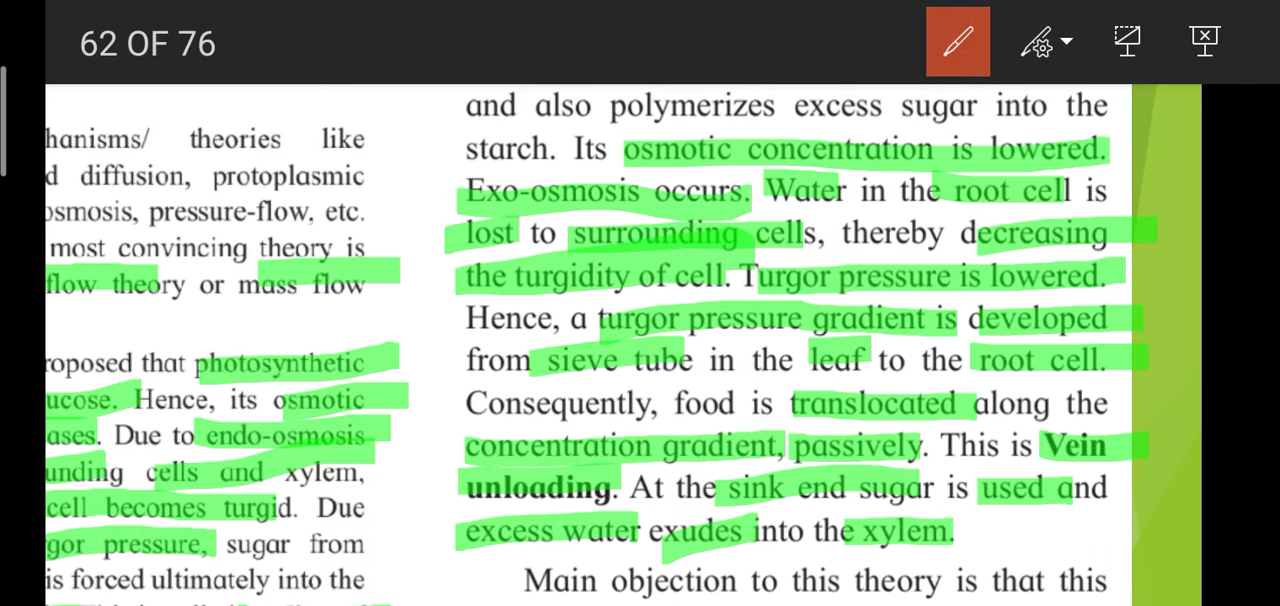 62 OF 76
hanisms/ theories like
d diffusion, protoplasmic
osmosis, pressure-flow, etc.
most convincing theory is
flow theory or mass flow
roposed that photosynthetic
ucose. Hence, its osmotic
ases. Due to endo-osmosis
unding cells and xylem,
cell becomes turgid. Due
gor pressure, sugar from
is forced ultimately into the
and also polymerizes excess sugar into the
starch. Its osmotic concentration is lowered.
Exo-osmosis occurs. Water in the root cell is
lost to surrounding cells, thereby decreasing
the turgidity of cell. Turgor pressure is lowered.
Hence, a turgor pressure gradient is developed
from sieve tube in the leaf to the root cell.
Consequently, food is translocated along the
concentration gradient, passively. This is Vein
unloading. At the sink end sugar is used and
excess water exudes into the xylem.
Main objection to this theory is that this